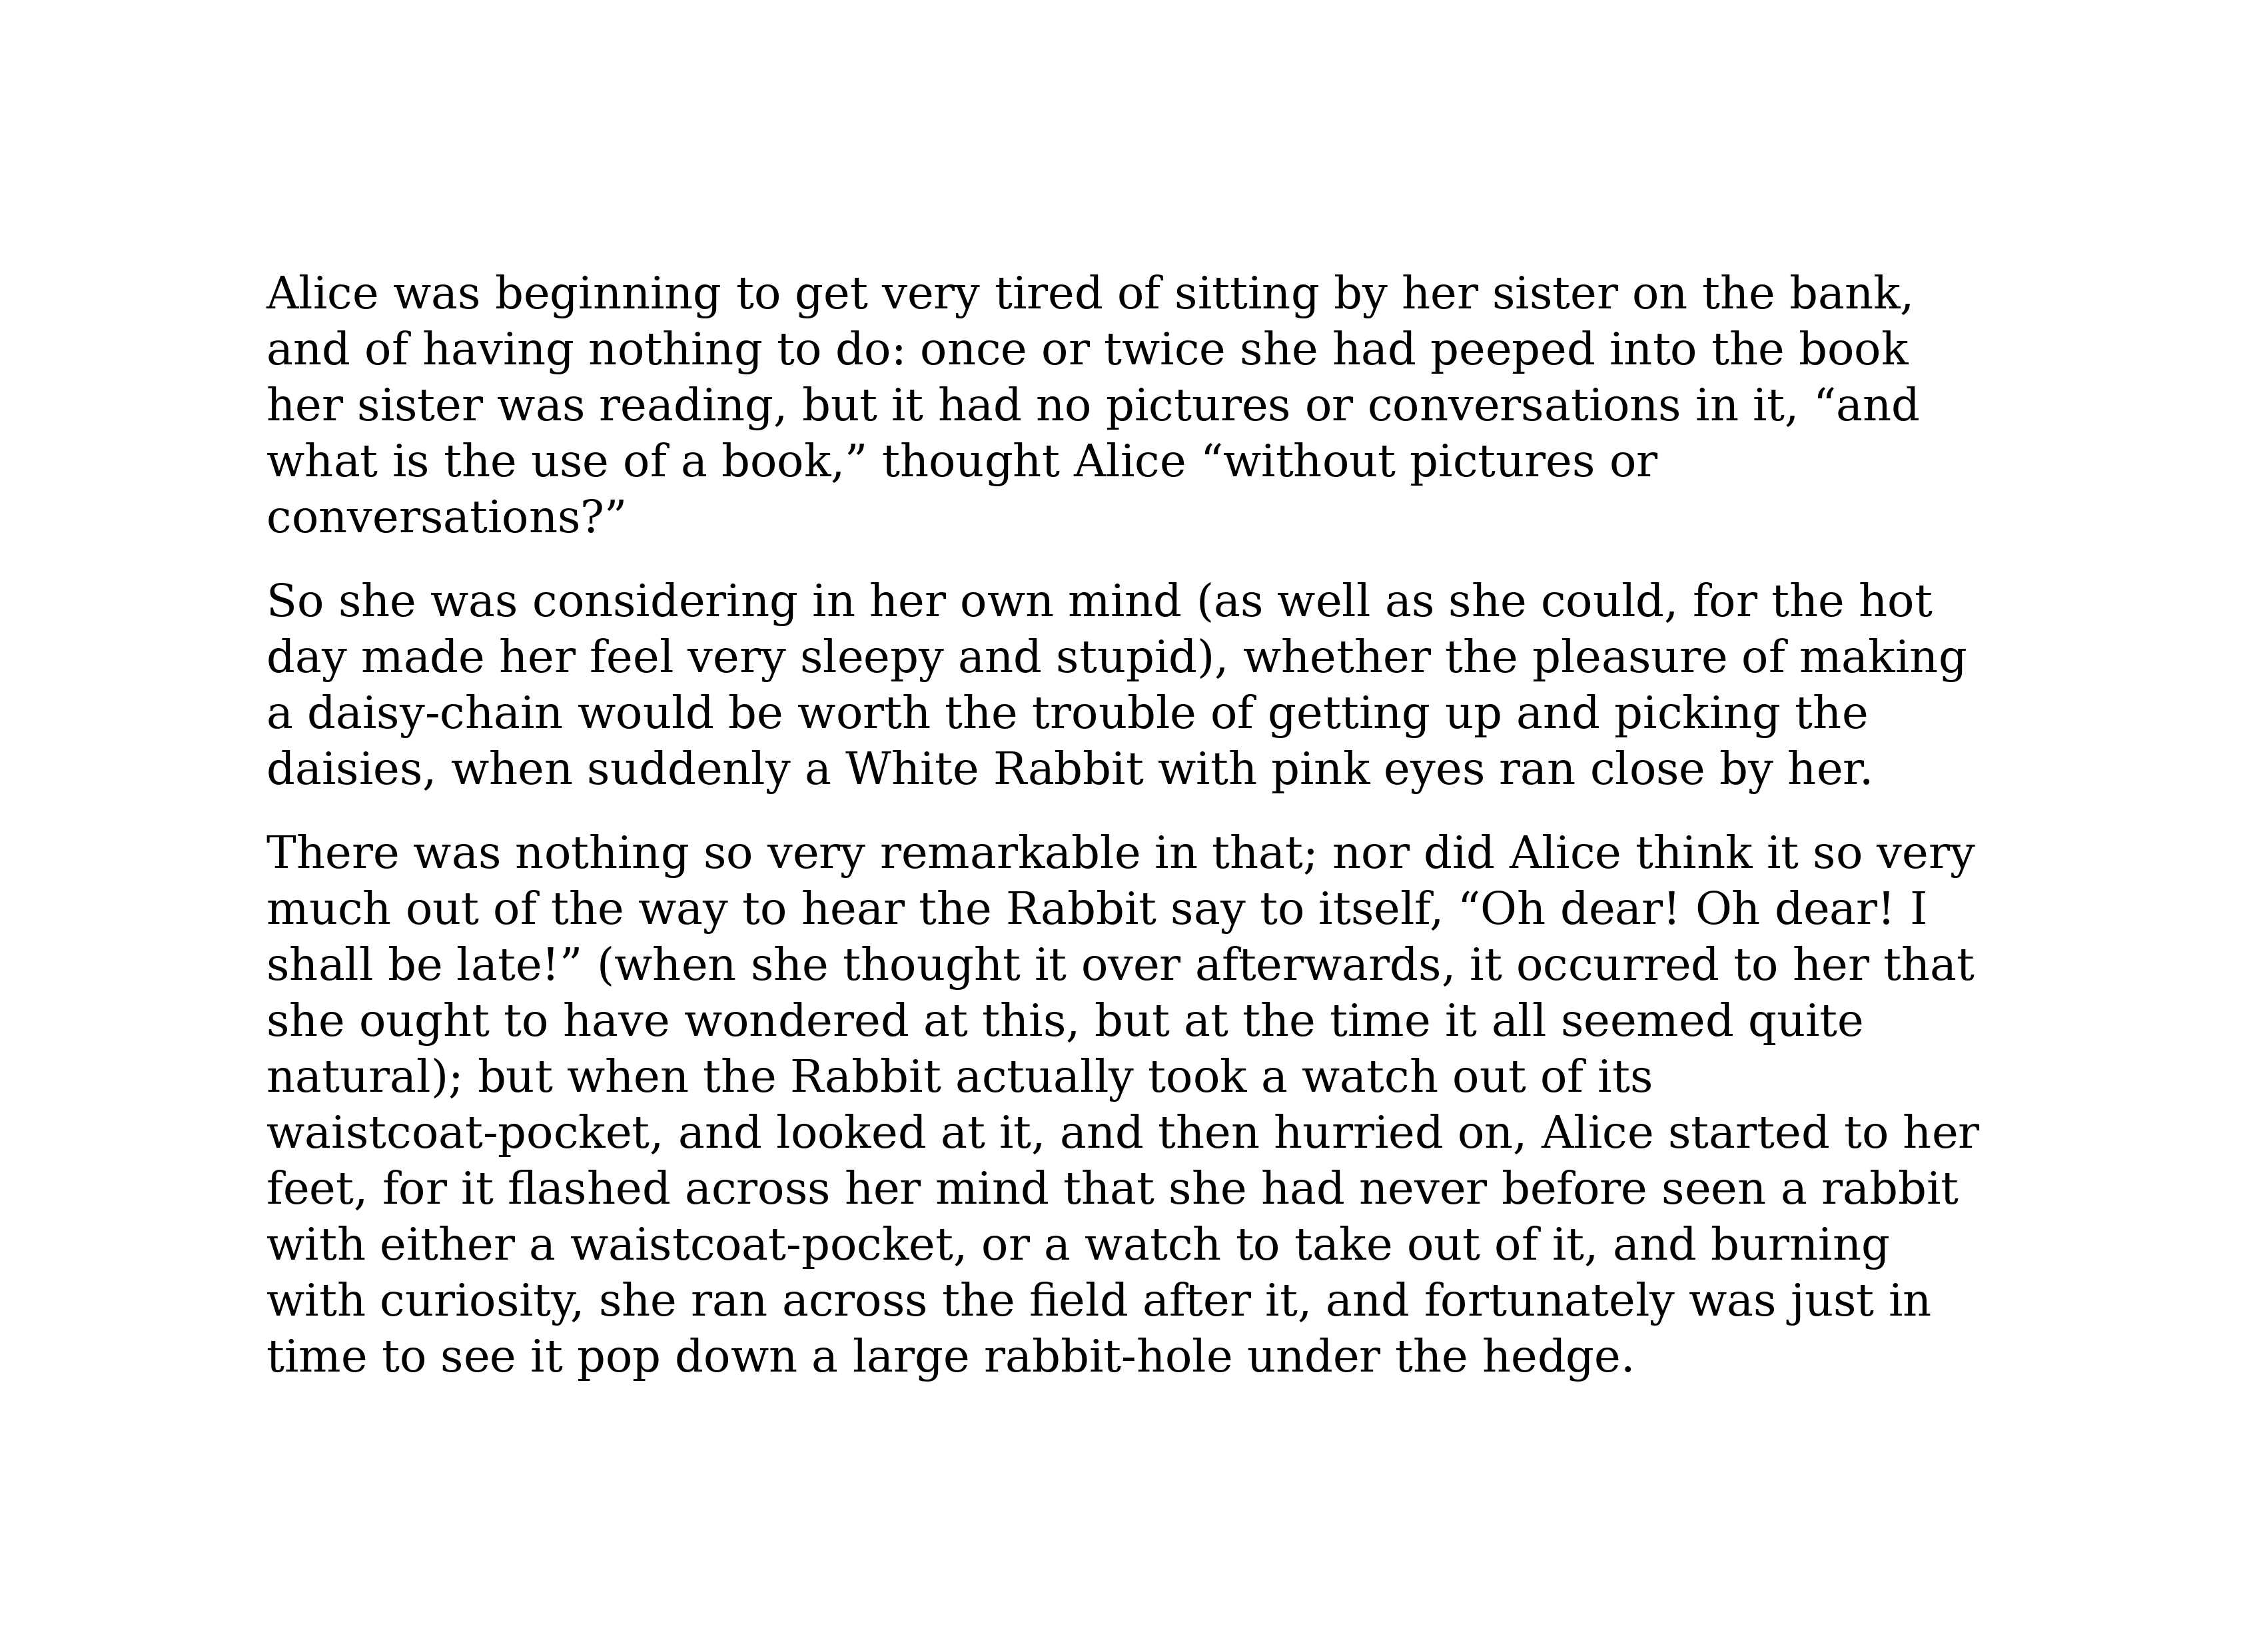 Alice was beginning to get very tired of sitting by her sister on the bank,
and of having nothing to do: once or twice she had peeped into the book
her sister was reading, but it had no pictures or conversations in it, “and
what is the use of a book,” thought Alice “without pictures or
conversations?”
So she was considering in her own mind (as well as she could, for the hot
day made her feel very sleepy and stupid), whether the pleasure of making
a daisy-chain would be worth the trouble of getting up and picking the
daisies, when suddenly a White Rabbit with pink eyes ran close by her.
There was nothing so very remarkable in that; nor did Alice think it so very
much out of the way to hear the Rabbit say to itself, “Oh dear! Oh dear! I
shall be late!” (when she thought it over afterwards, it occurred to her that
she ought to have wondered at this, but at the time it all seemed quite
natural); but when the Rabbit actually took a watch out of its
waistcoat-pocket, and looked at it, and then hurried on, Alice started to her
feet, for it flashed across her mind that she had never before seen a rabbit
with either a waistcoat-pocket, or a watch to take out of it, and burning
with curiosity, she ran across the field after it, and fortunately was just in
time to see it pop down a large rabbit-hole under the hedge.